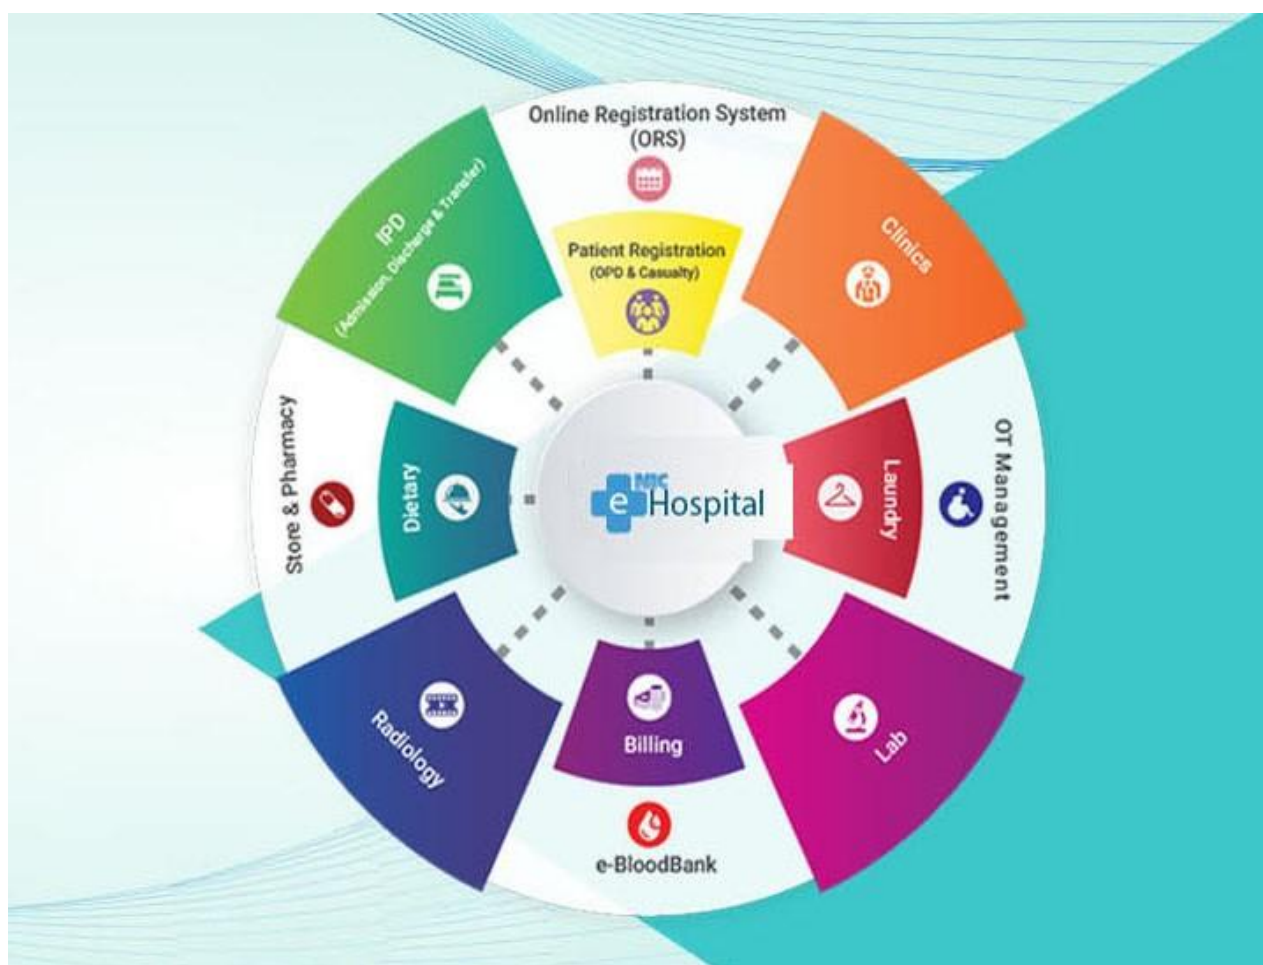 Online Registration System
(ORS)
Patient Registration
(OPD & Casualty)
Clinics
OT Management
Laundry
Lab
Billing
e-BloodBank
Radiology
Store & Pharmacy
Dietary
IPD
(Admission, Discharge & Transfer)
NIC
eHospital